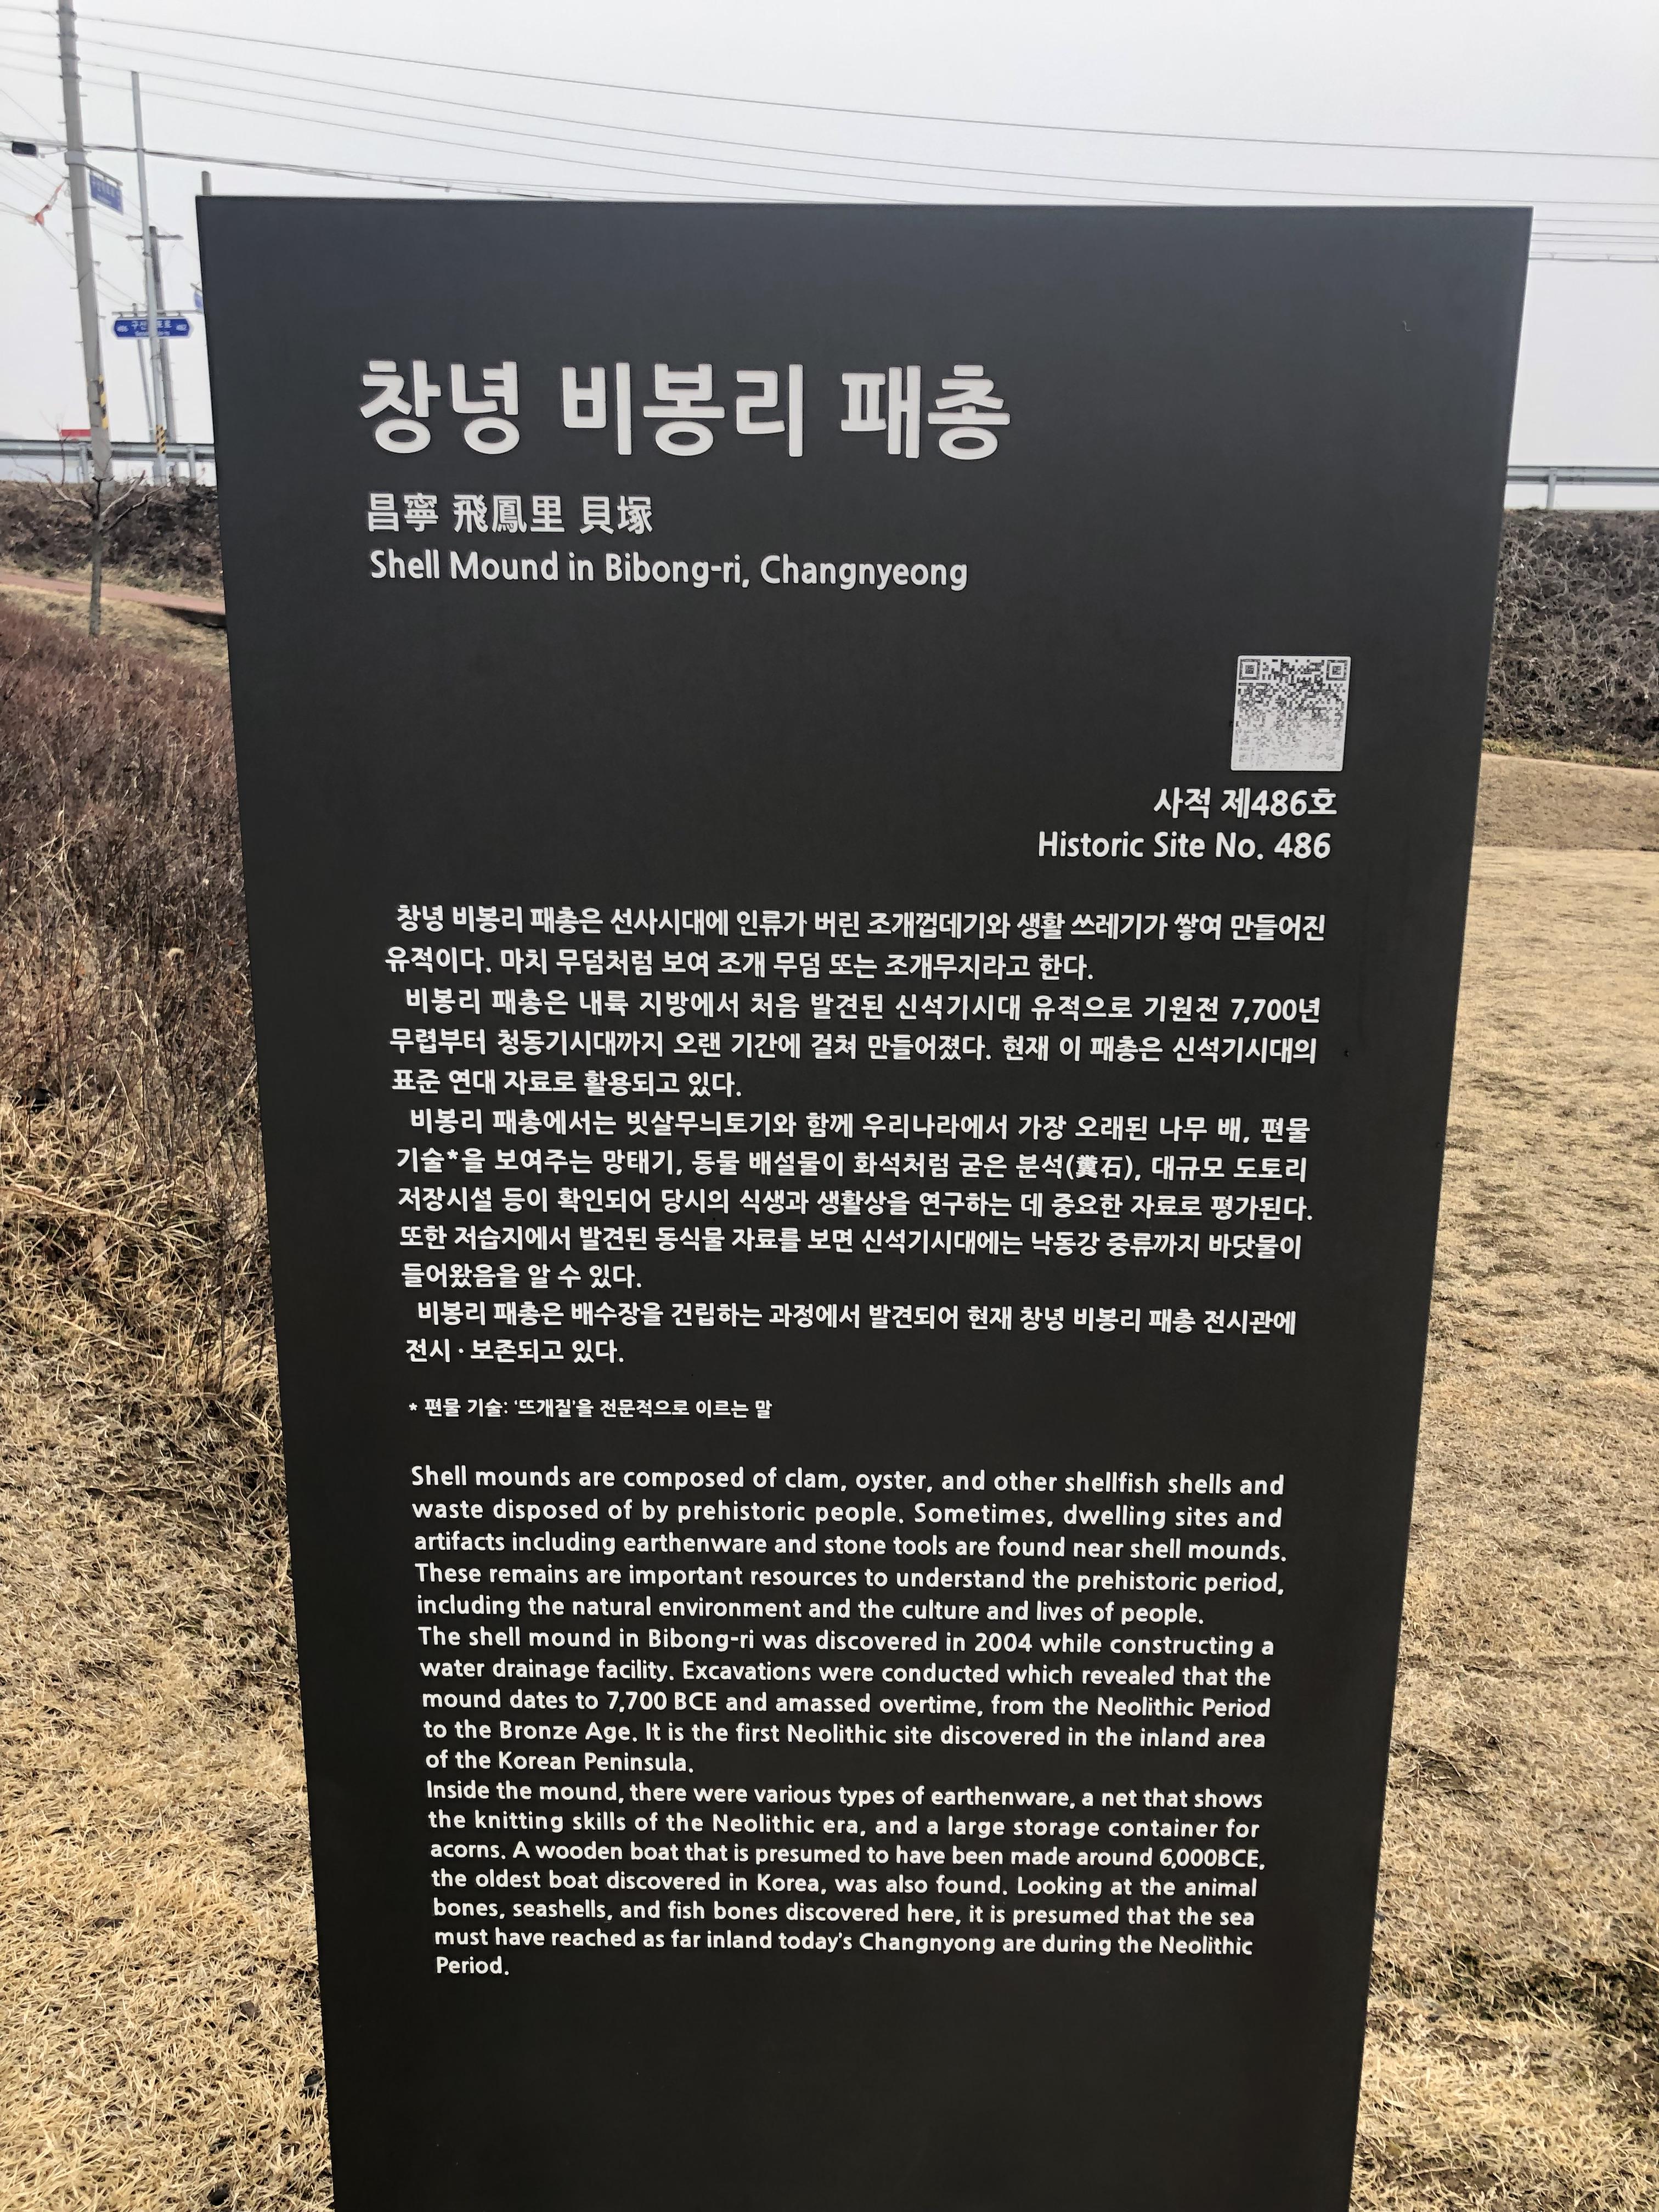 창녕 비봉리 패총
昌寧 飛鳳里 貝塚
Shell Mound in Bibong-ri, Changnyeong
사적 제486호
Historic Site No. 486
창녕 비봉리 패총은 선사시대에 인류가 버린 조개껍데기와 생활 쓰레기가 쌓여 만들어진
유적이다. 마치 무덤처럼 보여 조개 무덤 또는 조개무지라고 한다.
비봉리 패총은 내륙 지방에서 처음 발견된 신석기시대 유적으로 기원전 7,700년
무렵부터 청동기시대까지 오랜 기간에 걸쳐 만들어졌다. 현재 이 패총은 신석기시대의
표준 연대 자료로 활용되고 있다.
비봉리 패총에서는 빗살무늬토기와 함께 우리나라에서 가장 오래된 나무 배, 편물
기술*을 보여주는 망태기, 동물 배설물이 화석처럼 굳은 분석(糞石), 대규모 도토리
저장시설 등이 확인되어 당시의 식생과 생활상을 연구하는 데 중요한 자료로 평가된다.
또한 저습지에서 발견된 동식물 자료를 보면 신석기시대에는 낙동강 중류까지 바닷물이
들어왔음을 알 수 있다.
비봉리 패총은 배수장을 건립하는 과정에서 발견되어 현재 창녕 비봉리 패총 전시관에
전시·보존되고 있다.
* 편물 기술: '뜨개질'을 전문적으로 이르는 말
Shell mounds are composed of clam, oyster, and other shellfish shells and
waste disposed of by prehistoric people. Sometimes, dwelling sites and
artifacts including earthenware and stone tools are found near shell mounds.
These remains are important resources to understand the prehistoric period,
including the natural environment and the culture and lives of people.
The shell mound in Bibong-ri was discovered in 2004 while constructing a
water drainage facility. Excavations were conducted which revealed that the
mound dates to 7,700 BCE and amassed overtime, from the Neolithic Period
to the Bronze Age. It is the first Neolithic site discovered in the inland area
of the Korean Peninsula.
Inside the mound, there were various types of earthenware, a net that shows
the knitting skills of the Neolithic era, and a large storage container for
acorns. A wooden boat that is presumed to have been made around 6,000BCE,
the oldest boat discovered in Korea, was also found. Looking at the animal
bones, seashells, and fish bones discovered here, it is presumed that the sea
must have reached as far inland today's Changnyong are during the Neolithic
Period.